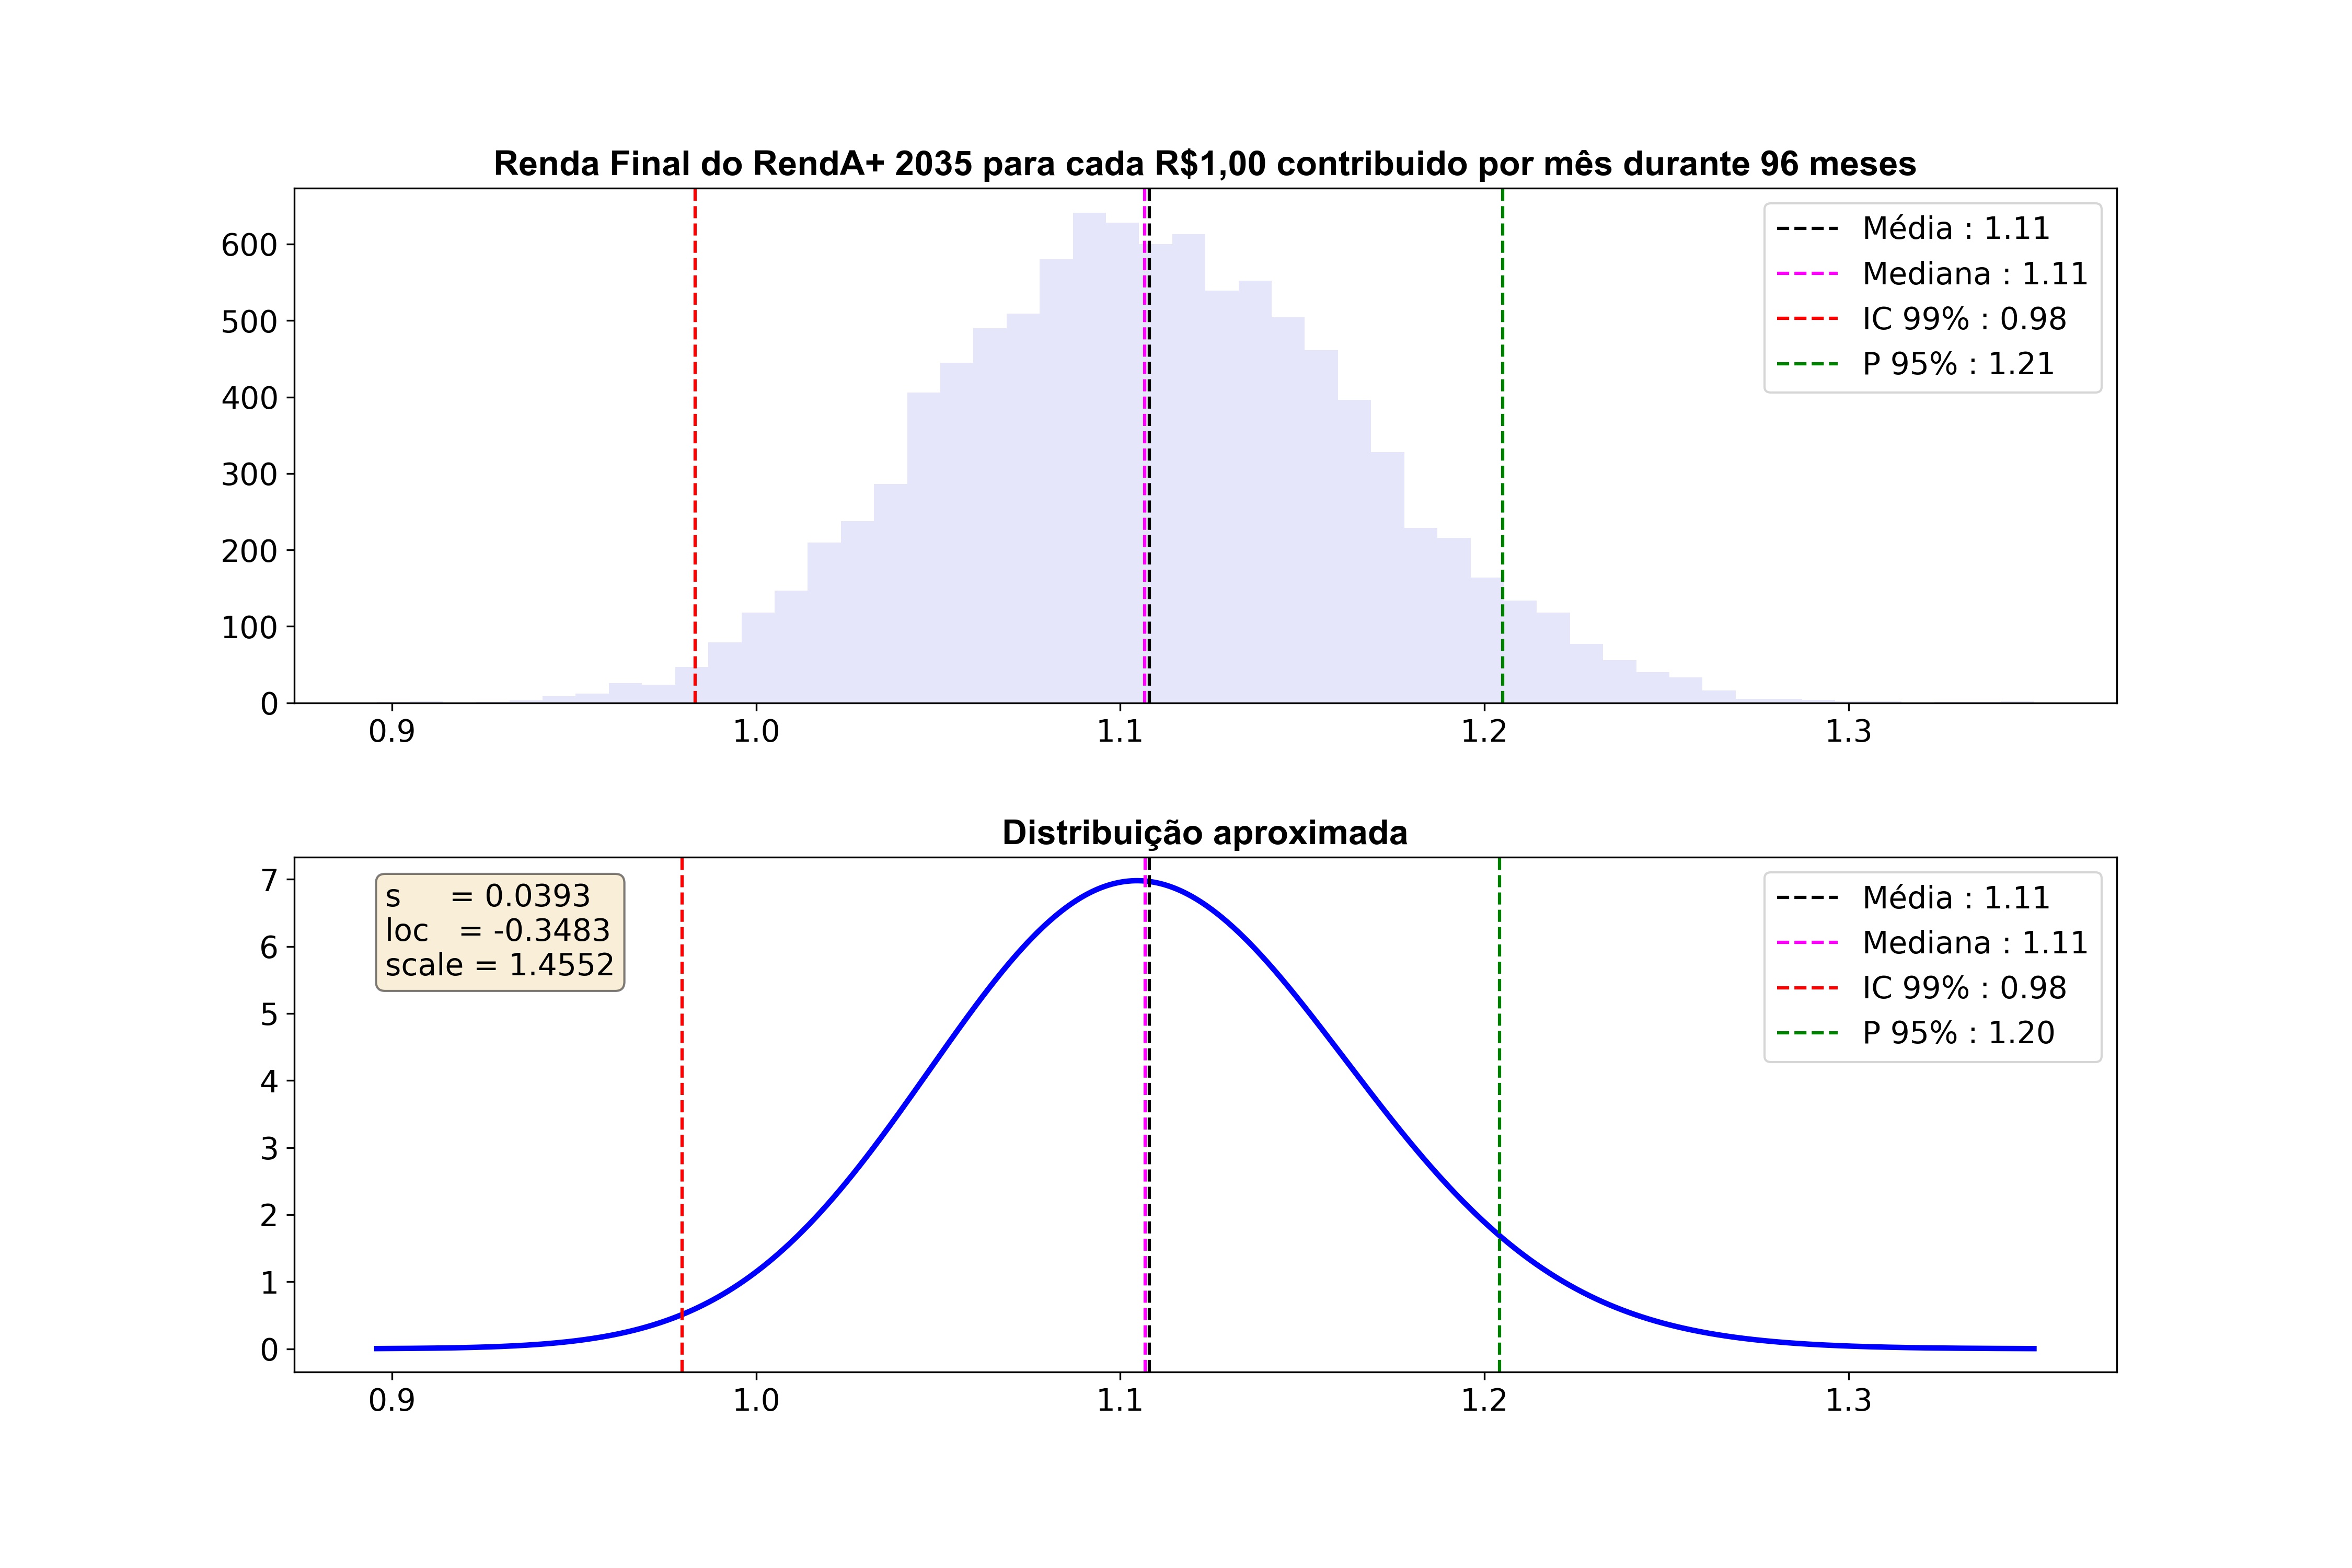 Renda Final do RendA+ 2035 para cada R$1,00 contribuido por mês durante 96 meses
600
500
400
300
200
100
0
Média : 1.11
Mediana : 1.11
IC 99% : 0.98
P 95% : 1.21
0.9 1.0 1.1 1.2 1.3
Distribuição aproximada
7
6
5
4
3
2
1
0
s = 0.0393
loc = -0.3483
scale = 1.4552
Média : 1.11
Mediana : 1.11
IC 99% : 0.98
P 95% : 1.20
0.9 1.0 1.1 1.2 1.3